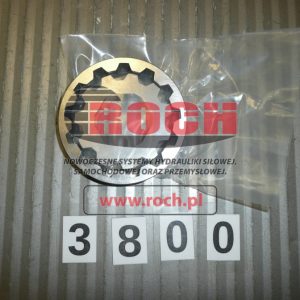 ROCH
NOWOCZESNE SYSTEMY HYDRAULIKI SIŁOWEJ,
SAMOCHODOWEJ ORAZ PRZEMYSŁOWEJ.
www.roch.pl
3800